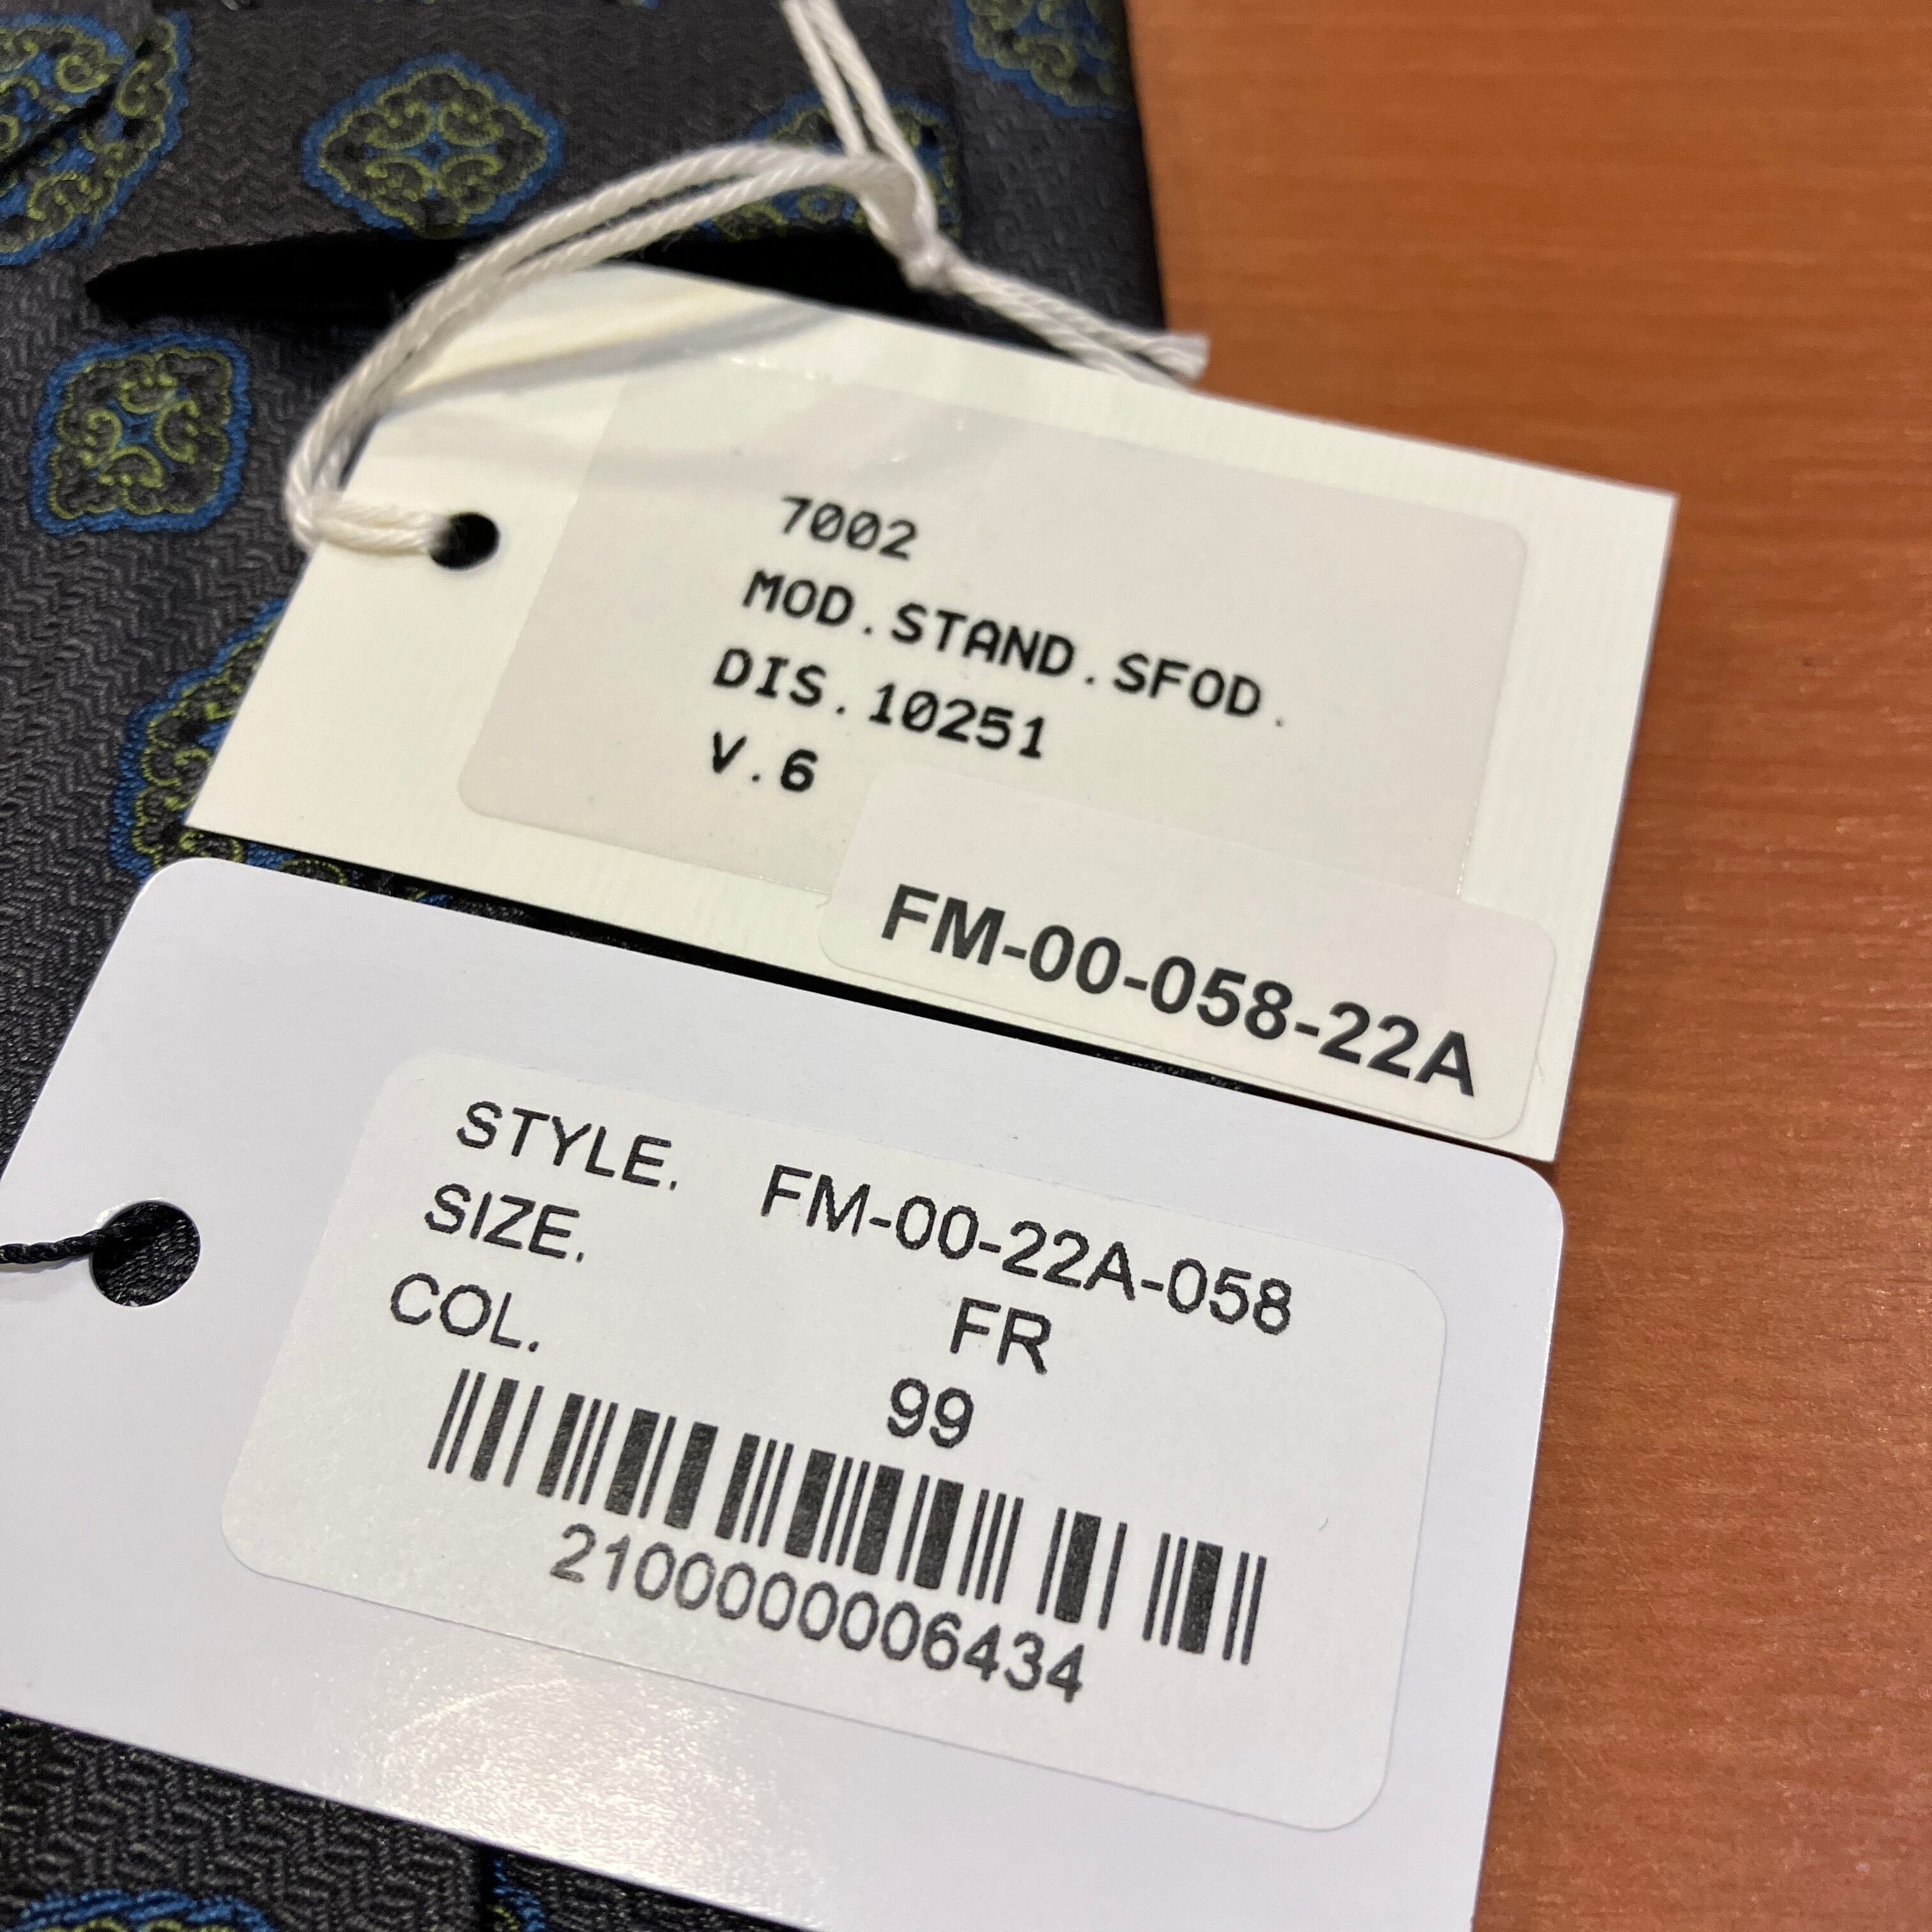 7002
MOD.STAND.SFOD.
DIS.10251
V.6
FM-00-058-22A
STYLE. FM-00-22A-058
SIZE. FR
COL. 99
2100000006434